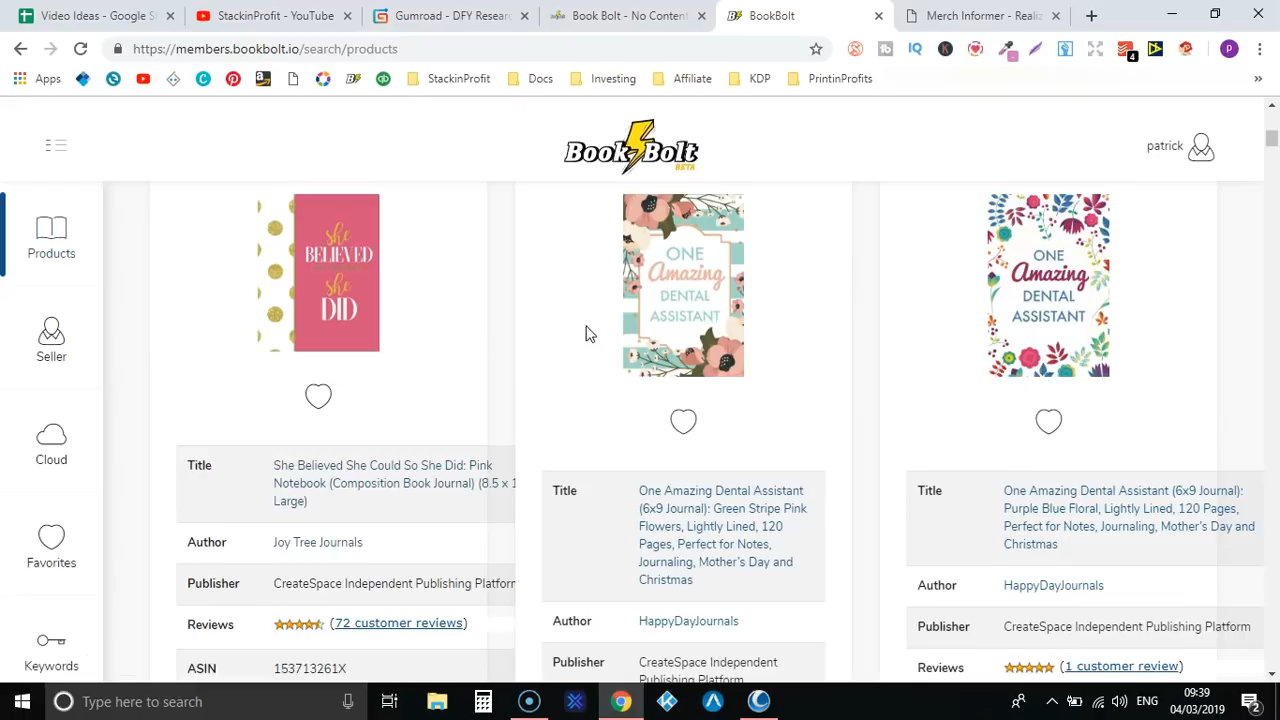 Video Ideas - Google S
StackinProfit - YouTube
Gumroad - DFY Resear
Book Bolt - No Content
BookBolt
Merch Informer - Realiz
https://members.bookbolt.io/search/products
Apps
StackinProfit
Docs
Investing
Affiliate
KDP
PrintinProfits
Book Bolt
BETA
patrick
Products
Seller
Cloud
Favorites
Keywords
she
BELIEVED
she
DID
ONE
Amazing
DENTAL
ASSISTANT
ONE
Amazing
DENTAL
ASSISTANT
Title
She Believed She Could So She Did: Pink
Notebook (Composition Book Journal) (8.5 x 1
Large)
Author
Joy Tree Journals
Publisher
CreateSpace Independent Publishing Platform
Reviews
(72 customer reviews)
ASIN
153713261X
Title
One Amazing Dental Assistant
(6x9 Journal): Green Stripe Pink
Flowers, Lightly Lined, 120
Pages, Perfect for Notes,
Journaling, Mother's Day and
Christmas
Author
HappyDayJournals
Publisher
CreateSpace Independent
Publishing Platform
Title
One Amazing Dental Assistant (6x9 Journal):
Purple Blue Floral, Lightly Lined, 120 Pages,
Perfect for Notes, Journaling, Mother's Day and
Christmas
Author
HappyDayJournals
Publisher
CreateSpace Independent Publishing Platform
Reviews
(1 customer review)
Type here to search
ENG
09:39
04/03/2019